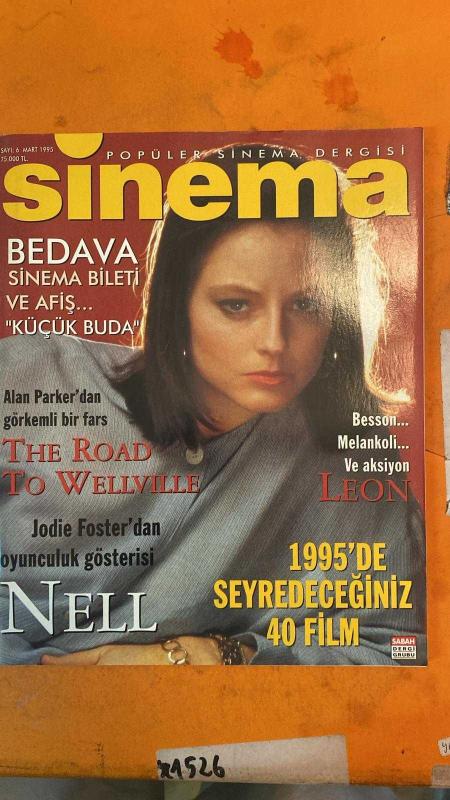 SAYI: 6 MART 1995
75.000 TL.
POPÜLER SİNEMA DERGİSİ
sinema
BEDAVA
SİNEMA BİLETİ
VE AFİŞ...
"KÜÇÜK BUDA"
Alan Parker'dan
görkemli bir fars
THE ROAD
TO WELLVILLE
Besson...
Melankoli...
Ve aksiyon
LEON
Jodie Foster'dan
oyunculuk gösterisi
NELL
1995'DE
SEYREDECEĞİNİZ
40 FİLM
SABAH
DERGİ
GRUBU
x1526